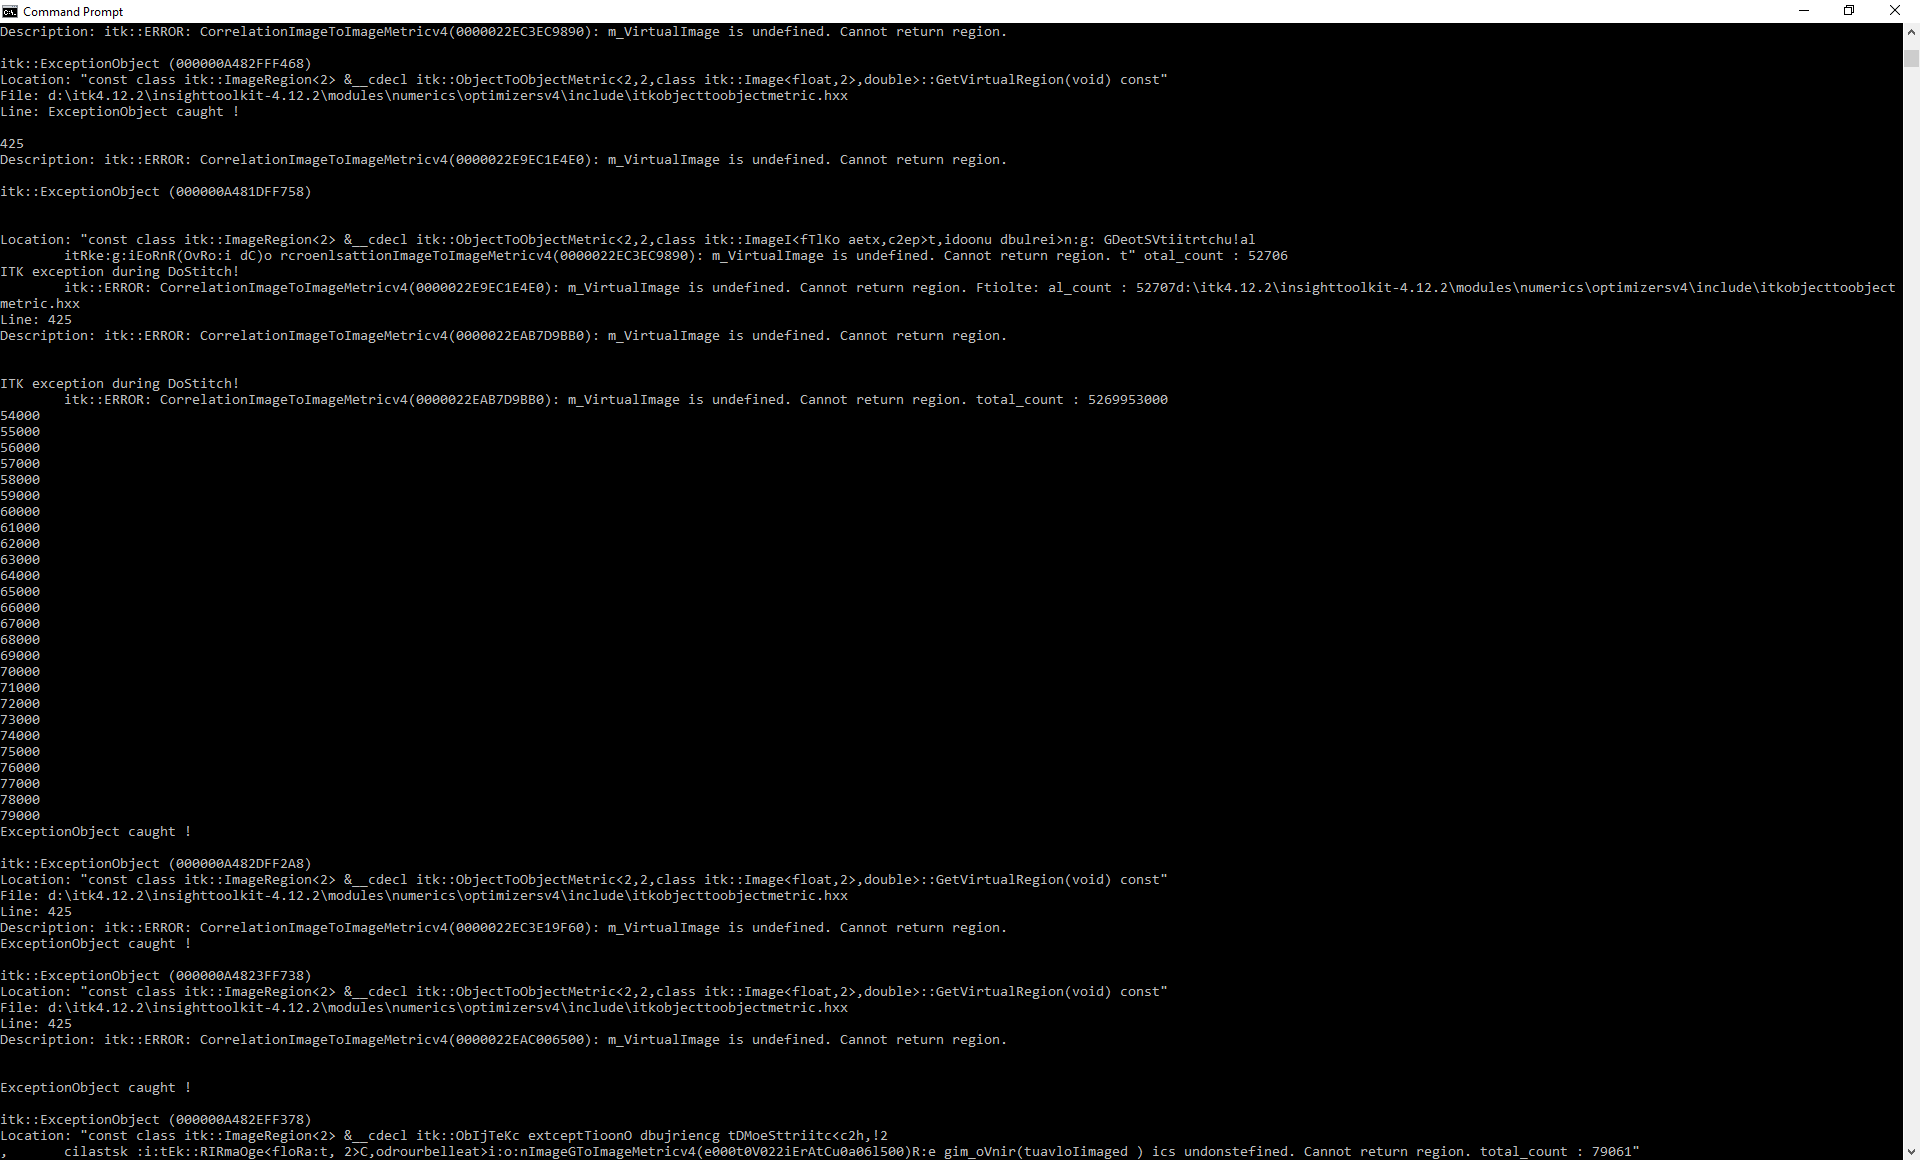 Command Prompt
Description: itk::ERROR: CorrelationImageToImageMetricv4(0000022EC3EC9890): m_VirtualImage is undefined. Cannot return region.
itk::ExceptionObject (000000A482FFF468)
Location: "const class itk::ImageRegion<2> &__cdecl itk::ObjectToObjectMetric<2,2,class itk::Image<float,2>,double>::GetVirtualRegion(void) const"
File: d:\itk4.12.2\insighttoolkit-4.12.2\modules\numerics\optimizersv4\include\itkobjecttoobjectmetric.hxx
Line: ExceptionObject caught !
425
Description: itk::ERROR: CorrelationImageToImageMetricv4(0000022E9EC1E4E0): m_VirtualImage is undefined. Cannot return region.
itk::ExceptionObject (000000A481DFF758)
Location: "const class itk::ImageRegion<2> &__cdecl itk::ObjectToObjectMetric<2,2,class itk::ImageI<fTlKo aetx,c2ep>t,idoonu dbulrei>n:g: GDeotSVtiitrtchu!al
itRke:g:iEoRnR(OvRo:i dC)o rcroenlsattionImageToImageMetricv4(0000022EC3EC9890): m_VirtualImage is undefined. Cannot return region. t" otal_count : 52706
ITK exception during DoStitch!
itk::ERROR: CorrelationImageToImageMetricv4(0000022E9EC1E4E0): m_VirtualImage is undefined. Cannot return region. Ftiolte: al_count : 52707d:\itk4.12.2\insighttoolkit-4.12.2\modules\numerics\optimizersv4\include\itkobjecttoobject
metric.hxx
Line: 425
Description: itk::ERROR: CorrelationImageToImageMetricv4(0000022EAB7D9BB0): m_VirtualImage is undefined. Cannot return region.
ITK exception during DoStitch!
itk::ERROR: CorrelationImageToImageMetricv4(0000022EAB7D9BB0): m_VirtualImage is undefined. Cannot return region. total_count : 5269953000
54000
55000
56000
57000
58000
59000
60000
61000
62000
63000
64000
65000
66000
67000
68000
69000
70000
71000
72000
73000
74000
75000
76000
77000
78000
79000
ExceptionObject caught !
itk::ExceptionObject (000000A482DFF2A8)
Location: "const class itk::ImageRegion<2> &__cdecl itk::ObjectToObjectMetric<2,2,class itk::Image<float,2>,double>::GetVirtualRegion(void) const"
File: d:\itk4.12.2\insighttoolkit-4.12.2\modules\numerics\optimizersv4\include\itkobjecttoobjectmetric.hxx
Line: 425
Description: itk::ERROR: CorrelationImageToImageMetricv4(0000022EC3E19F60): m_VirtualImage is undefined. Cannot return region.
ExceptionObject caught !
itk::ExceptionObject (000000A4823FF738)
Location: "const class itk::ImageRegion<2> &__cdecl itk::ObjectToObjectMetric<2,2,class itk::Image<float,2>,double>::GetVirtualRegion(void) const"
File: d:\itk4.12.2\insighttoolkit-4.12.2\modules\numerics\optimizersv4\include\itkobjecttoobjectmetric.hxx
Line: 425
Description: itk::ERROR: CorrelationImageToImageMetricv4(0000022EAC006500): m_VirtualImage is undefined. Cannot return region.
ExceptionObject caught !
itk::ExceptionObject (000000A482EFF378)
Location: "const class itk::ImageRegion<2> &__cdecl itk::ObIjTeKc extceptTioonO dbujriencg tDMoeSttriitc<c2h,!2
,       cilastsk :i:tEk::RIRmaOge<floRa:t, 2>C,odrourbelleat>i:o:nImageGToImageMetricv4(e000t0V022iErAtCu0a06l500)R:e gim_oVnir(tuavloIimaged ) ics undonstefined. Cannot return region. total_count : 79061"